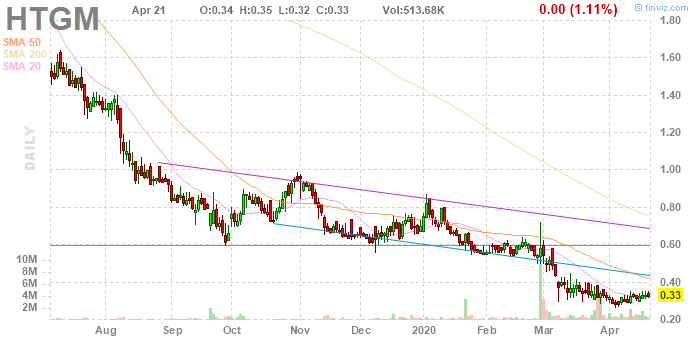 HTGM
Apr 21 O:0.34 H:0.35 L:0.32 C:0.33 Vol:513.68K 0.00 (1.11%)
© finviz.com
SMA 50
SMA 200
SMA 20
DAILY
1.80
1.60
1.40
1.20
1.00
0.80
0.60
0.40
0.33
0.20
10M
8M
6M
4M
2M
Aug Sep Oct Nov Dec 2020 Feb Mar Apr